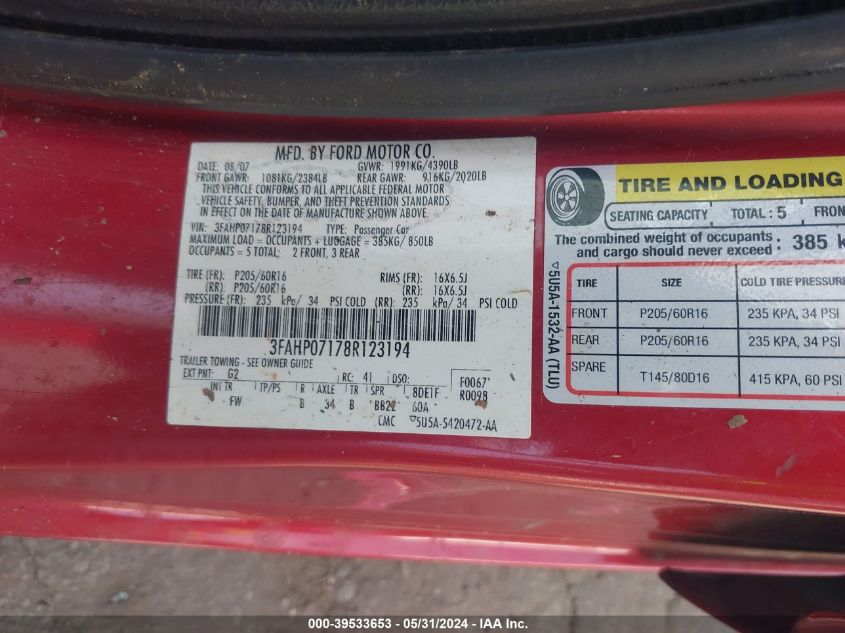 MFD. BY FORD MOTOR CO.
DATE: 08/07 GVWR: 1991KG/4390LB
FRONT GAWR: 1081KG/2384LB REAR GAWR: 916KG/2020LB
THIS VEHICLE CONFORMS TO ALL APPLICABLE FEDERAL MOTOR
VEHICLE SAFETY, BUMPER, AND THEFT PREVENTION STANDARDS
IN EFFECT ON THE DATE OF MANUFACTURE SHOWN ABOVE.
VIN: 3FAHP07178R123194 TYPE: Passenger Car
MAXIMUM LOAD = OCCUPANTS + LUGGAGE = 385KG/ 850LB
OCCUPANTS = 5 TOTAL; 2 FRONT, 3 REAR
TIRE (FR): P205/60R16 RIMS (FR): 16X6.5J
(RR): P205/60R16 (RR): 16X6.5J
PRESSURE (FR): 235 kPa/ 34 PSI COLD (RR): 235 kPa/ 34 PSI COLD
3FAHP07178R123194
TRAILER TOWING - SEE OWNER GUIDE
EXT PNT: G2 RC: 41 DSO: F0067
R0098
INT TR TP/PS R AXLE TR SPR 8DE1F
FW B 34 B BB22 60A
CMC ▽5U5A-5420472-AA
TIRE AND LOADING
SEATING CAPACITY TOTAL: 5 FRON
The combined weight of occupants
and cargo should never exceed : 385 k
▽5U5A-1532-AA (TLU)
TIRE SIZE COLD TIRE PRESSURE
FRONT P205/60R16 235 KPA, 34 PSI
REAR P205/60R16 235 KPA, 34 PSI
SPARE T145/80D16 415 KPA, 60 PSI
000-39533653 - 05/31/2024 - IAA Inc.